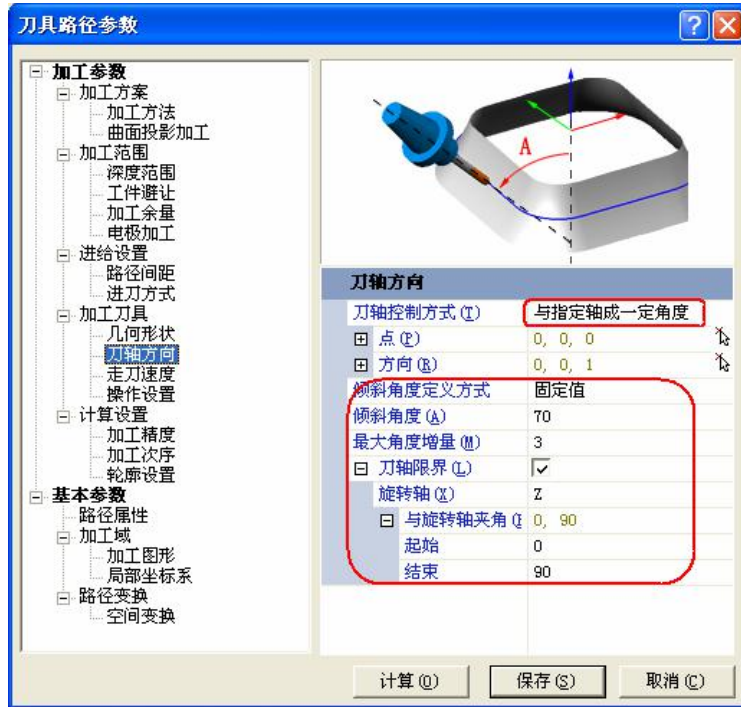 刀具路径参数
加工参数
加工方案
加工方法
曲面投影加工
加工范围
深度范围
工件避让
加工余量
电极加工
进给设置
路径间距
进刀方式
加工刀具
几何形状
刀轴方向
走刀速度
操作设置
计算设置
加工精度
加工次序
轮廓设置
基本参数
路径属性
加工域
加工图形
局部坐标系
路径变换
空间变换
A
刀轴方向
刀轴控制方式(T) 与指定轴成一定角度
点(P) 0, 0, 0
方向(R) 0, 0, 1
倾斜角度定义方式 固定值
倾斜角度(A) 70
最大角度增量(M) 3
刀轴限界(L)
旋转轴(X) Z
与旋转轴夹角 0, 90
起始 0
结束 90
计算(O) 保存(S) 取消(C)